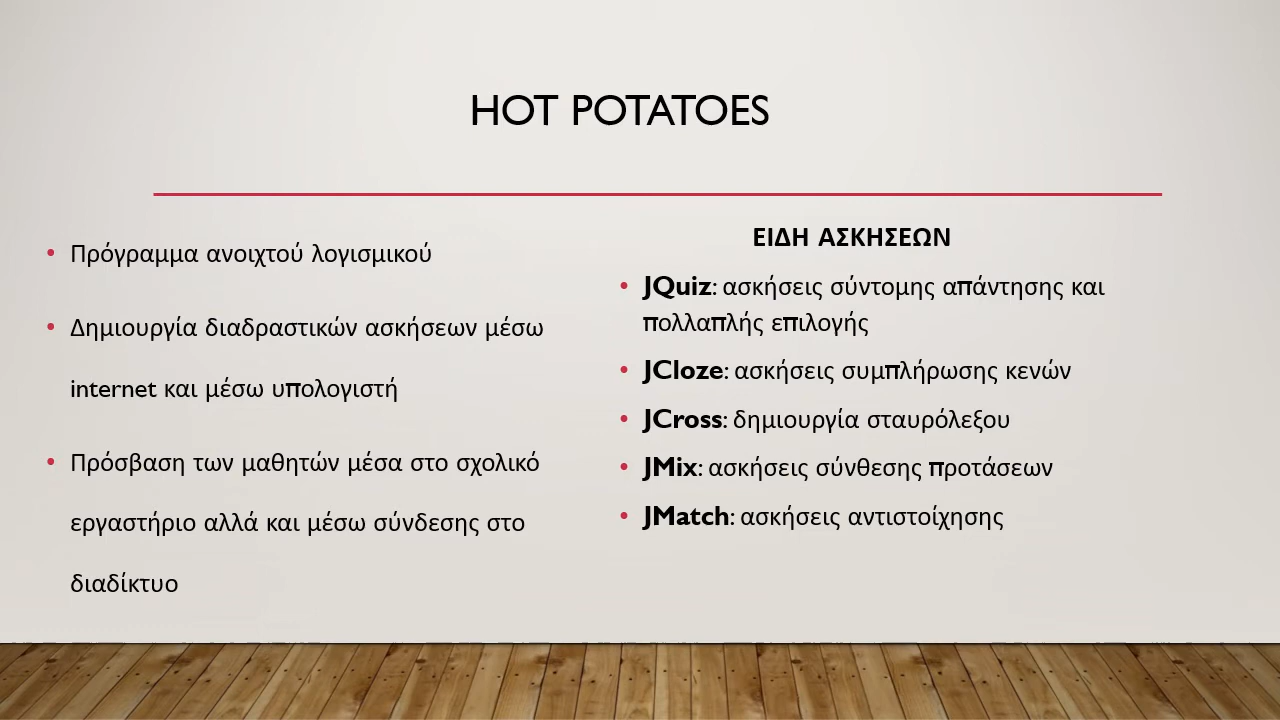 HOT POTATOES
• Πρόγραμμα ανοιχτού λογισμικού
• Δημιουργία διαδραστικών ασκήσεων μέσω
internet και μέσω υπολογιστή
• Πρόσβαση των μαθητών μέσα στο σχολικό
εργαστήριο αλλά και μέσω σύνδεσης στο
διαδίκτυο
ΕΙΔΗ ΑΣΚΗΣΕΩΝ
• JQuiz: ασκήσεις σύντομης απάντησης και
πολλαπλής επιλογής
• JCloze: ασκήσεις συμπλήρωσης κενών
• JCross: δημιουργία σταυρόλεξου
• JMix: ασκήσεις σύνθεσης προτάσεων
• JMatch: ασκήσεις αντιστοίχησης